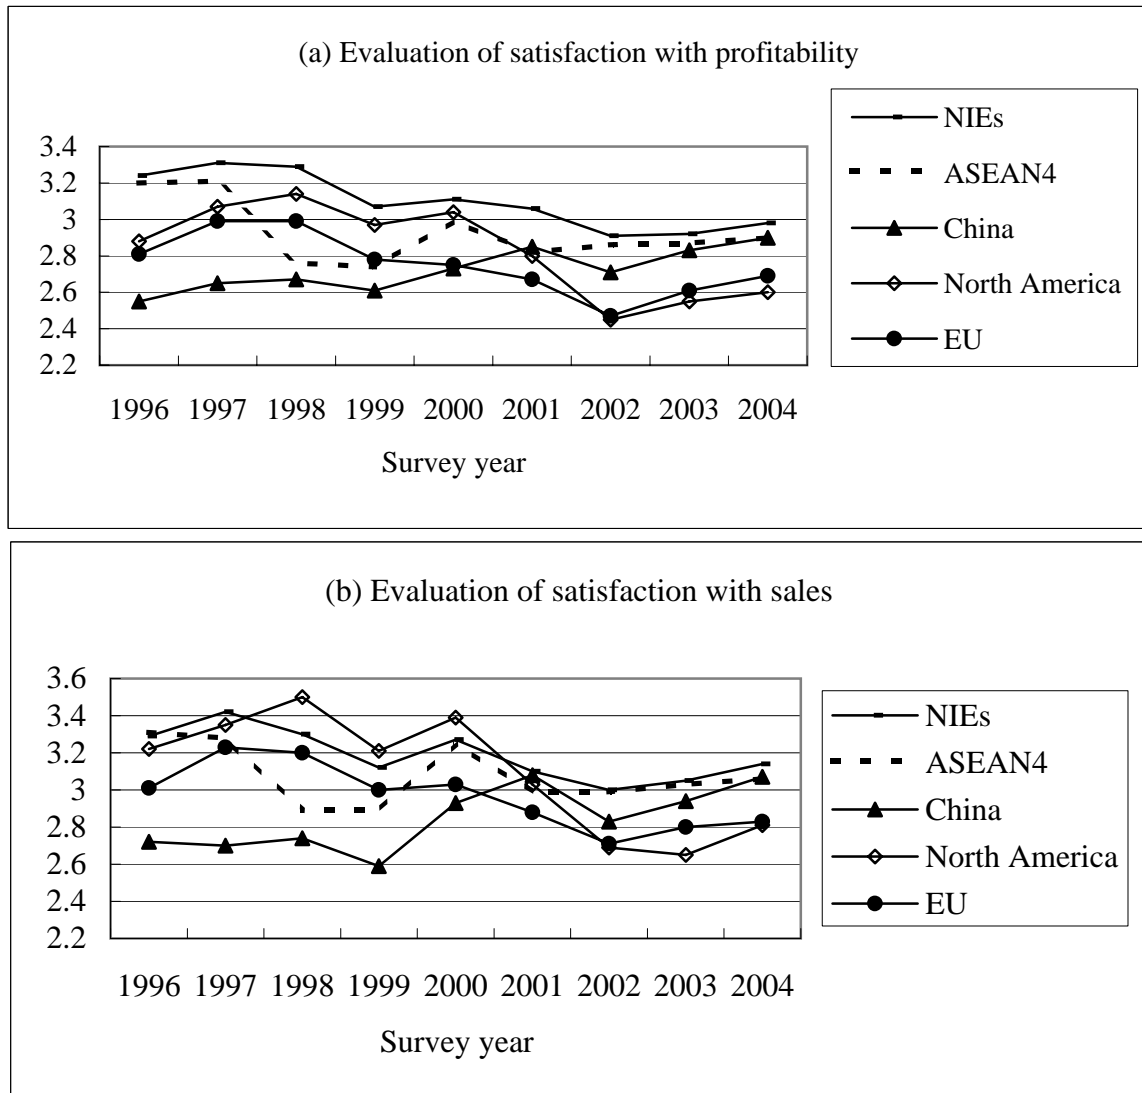 (a) Evaluation of satisfaction with profitability
3.4
3.2
3
2.8
2.6
2.4
2.2
1996 1997 1998 1999 2000 2001 2002 2003 2004
Survey year
NIEs
ASEAN4
China
North America
EU
(b) Evaluation of satisfaction with sales
3.6
3.4
3.2
3
2.8
2.6
2.4
2.2
1996 1997 1998 1999 2000 2001 2002 2003 2004
Survey year
NIEs
ASEAN4
China
North America
EU